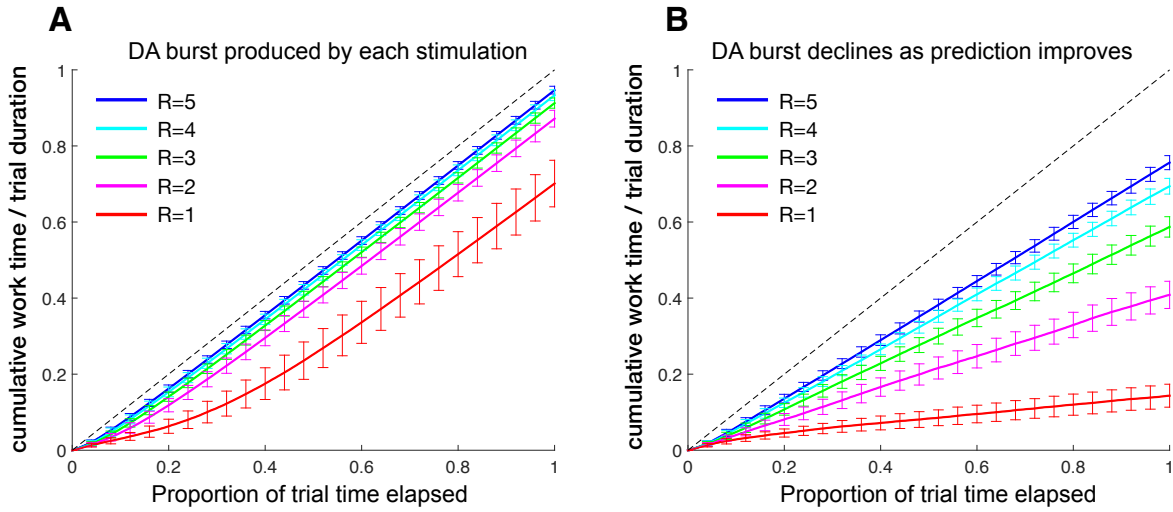 A
DA burst produced by each stimulation
cumulative work time / trial duration
1
0.8
0.6
0.4
0.2
0
R=5
R=4
R=3
R=2
R=1
0
0.2
0.4
0.6
0.8
1
Proportion of trial time elapsed
B
DA burst declines as prediction improves
cumulative work time / trial duration
1
0.8
0.6
0.4
0.2
0
R=5
R=4
R=3
R=2
R=1
0
0.2
0.4
0.6
0.8
1
Proportion of trial time elapsed